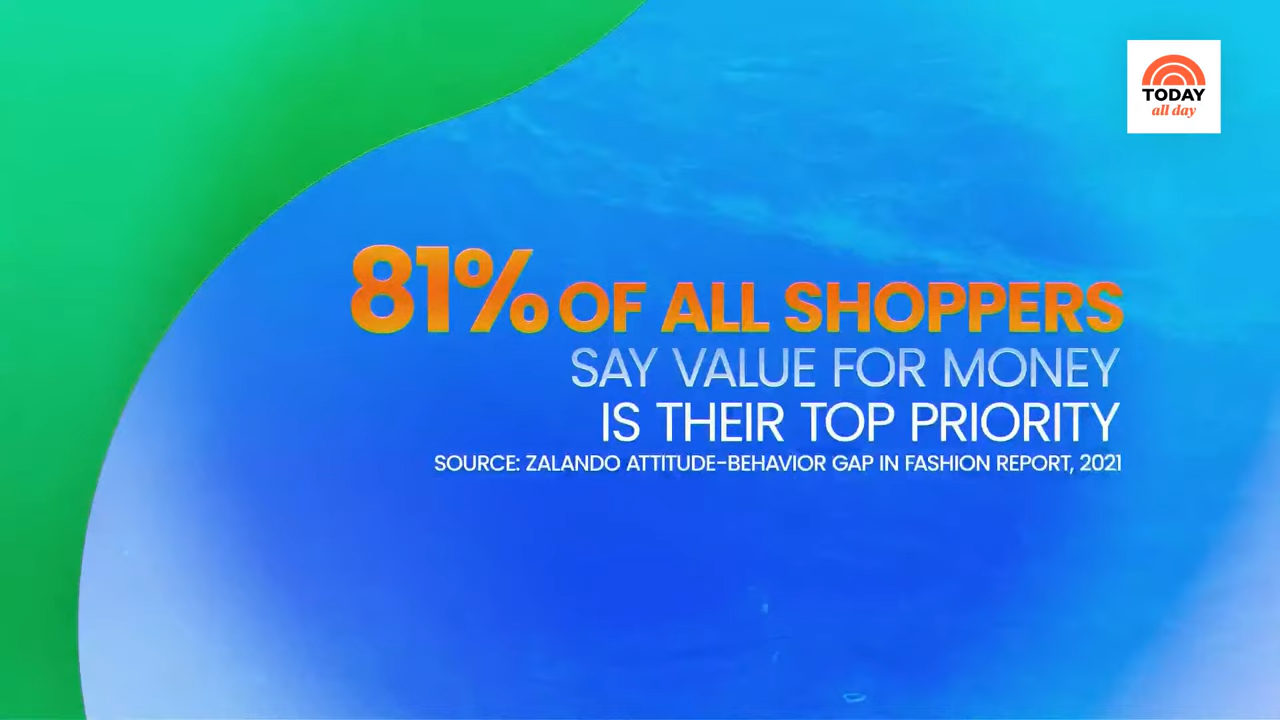 TODAY
all day
81% OF ALL SHOPPERS
SAY VALUE FOR MONEY
IS THEIR TOP PRIORITY
SOURCE: ZALANDO ATTITUDE-BEHAVIOR GAP IN FASHION REPORT, 2021